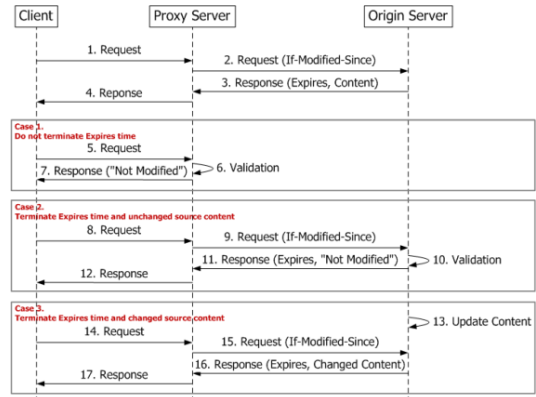 Client
Proxy Server
Origin Server
1. Request
2. Request (If-Modified-Since)
3. Response (Expires, Content)
4. Reponse
Case 1.
Do not terminate Expires time
5. Request
6. Validation
7. Response ("Not Modified")
Case 2.
Terminate Expires time and unchanged source content
8. Request
9. Request (If-Modified-Since)
10. Validation
11. Response (Expires, "Not Modified")
12. Response
Case 3.
Terminate Expires time and changed source content
13. Update Content
14. Request
15. Request (If-Modified-Since)
16. Response (Expires, Changed Content)
17. Response